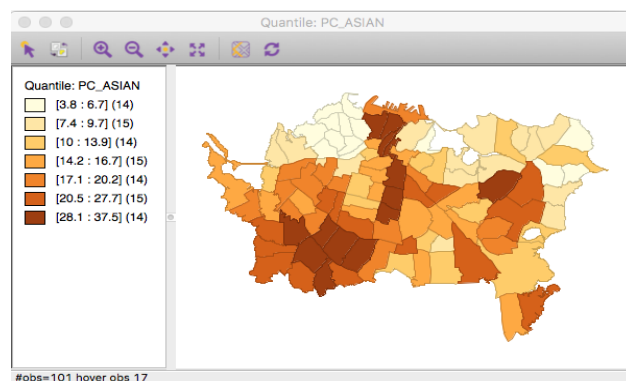 Quantile: PC_ASIAN
Quantile: PC_ASIAN
[3.8 : 6.7] (14)
[7.4 : 9.7] (15)
[10 : 13.9] (14)
[14.2 : 16.7] (15)
[17.1 : 20.2] (14)
[20.5 : 27.7] (15)
[28.1 : 37.5] (14)
#obs=101 hover obs 17